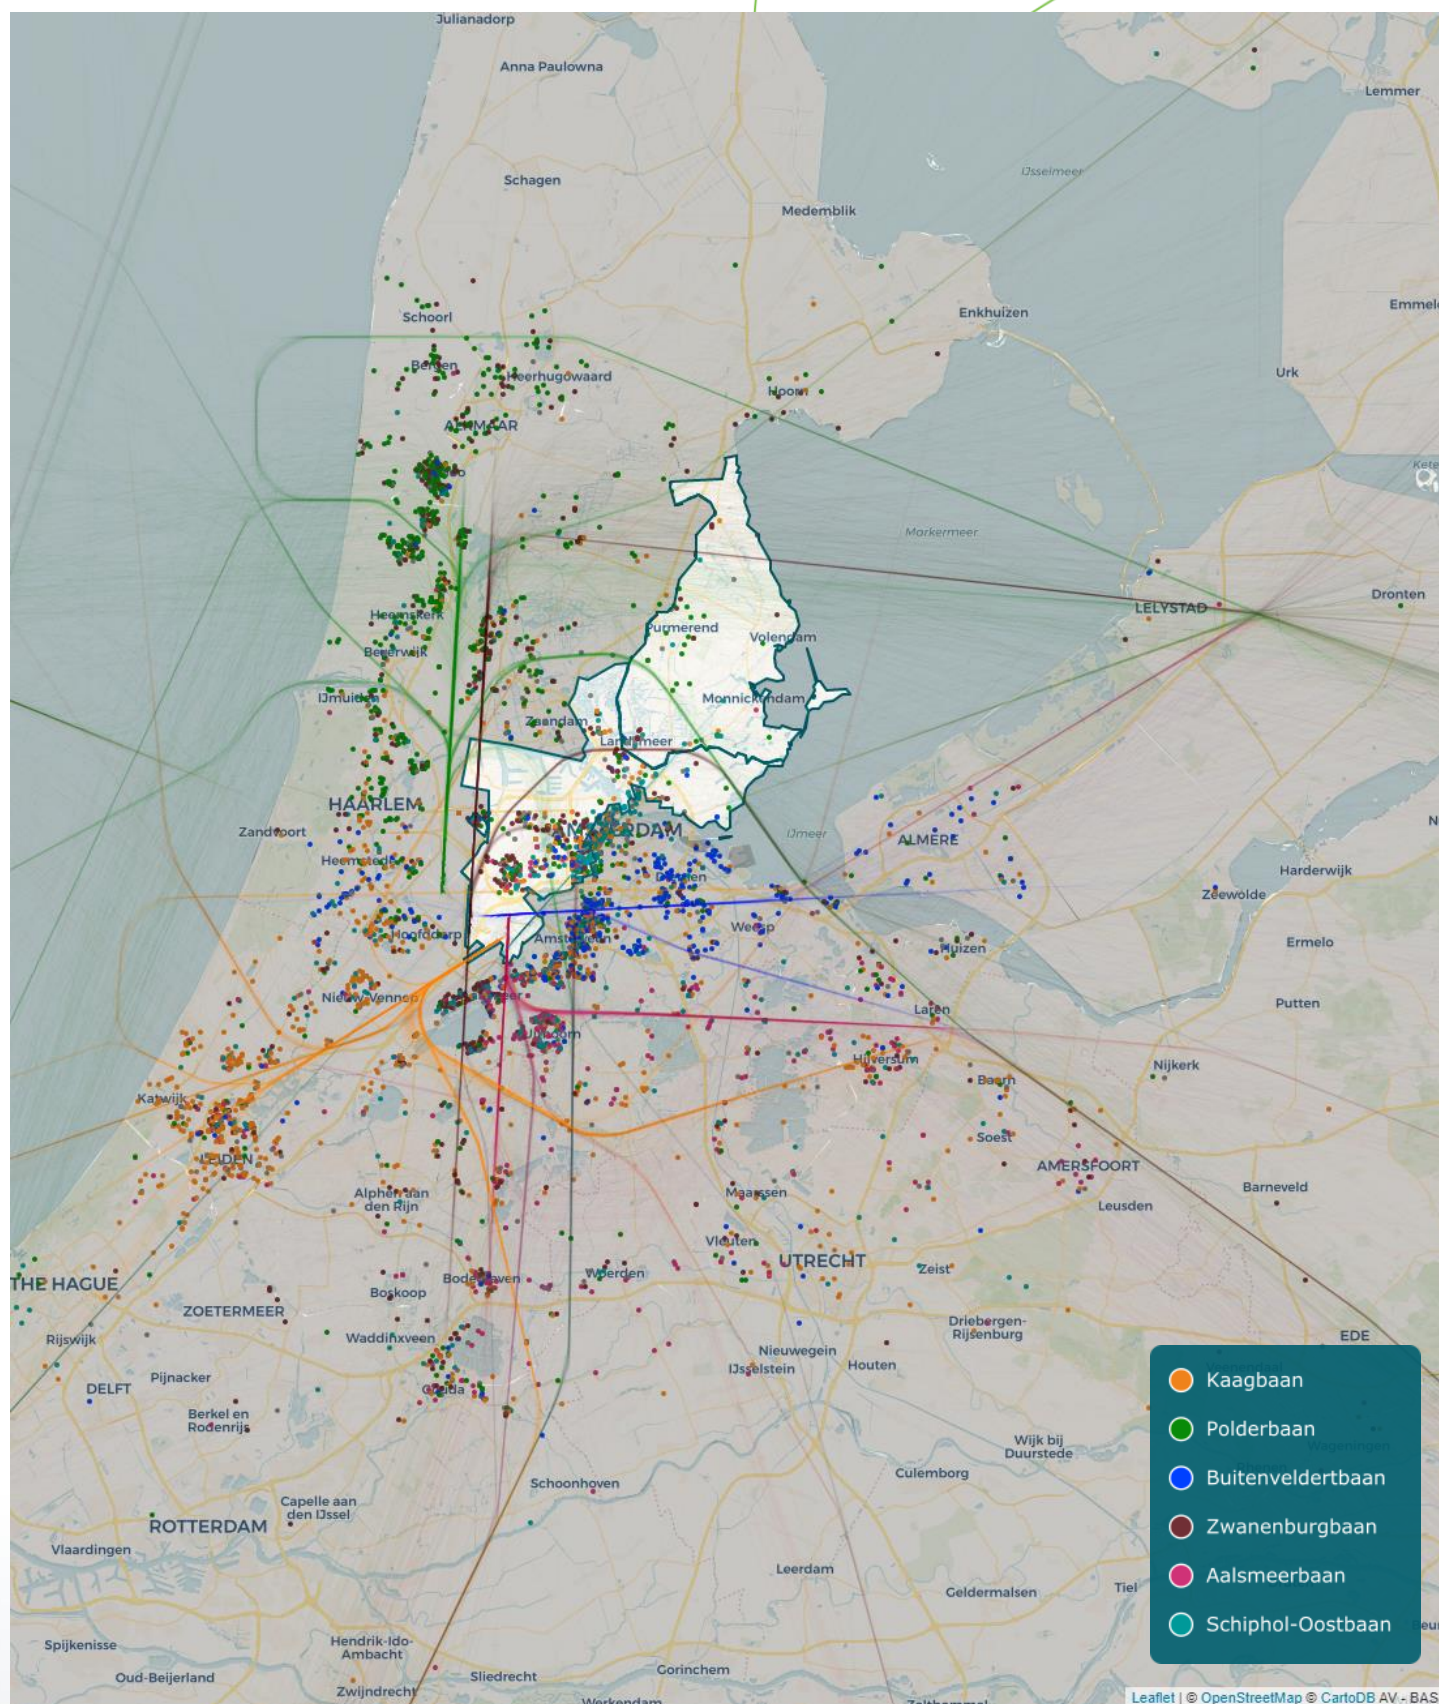 Julianadorp
Anna Paulowna
Lemmer
IJsselmeer
Schagen
Medemblik
Schoorl
Enkhuizen
Bergen
Heerhugowaard
Urk
Hoorn
ALKMAAR
Markermeer
LELYSTAD
Dronten
Heemskerk
Purmerend
Volendam
Beverwijk
IJmuiden
Monnickendam
Zaandam
Landsmeer
HAARLEM
Zandvoort
AMSTERDAM
IJmeer
ALMERE
Heemstede
Diemen
Harderwijk
Zeewolde
Hoofddorp
Amstelveen
Weesp
Huizen
Ermelo
Nieuw-Vennep
Laren
Putten
Uithoorn
Hilversum
Nijkerk
Baarn
Katwijk
Soest
LEIDEN
AMERSFOORT
Alphen aan
den Rijn
Maarssen
Barneveld
Leusden
Vleuten
UTRECHT
Zeist
THE HAGUE
Bodegraven
Woerden
Boskoop
ZOETERMEER
Rijswijk
Waddinxveen
Driebergen-
Rijsenburg
EDE
Nieuwegein
IJsselstein
Houten
Pijnacker
DELFT
Gouda
Berkel en
Rodenrijs
Kaagbaan
Polderbaan
Buitenveldertbaan
Zwanenburgbaan
Aalsmeerbaan
Schiphol-Oostbaan
Wijk bij
Duurstede
Culemborg
Schoonhoven
Capelle aan
den IJssel
ROTTERDAM
Vlaardingen
Leerdam
Geldermalsen
Tiel
Spijkenisse
Hendrik-Ido-
Ambacht
Oud-Beijerland
Sliedrecht
Gorinchem
Zwijndrecht
Werkendam
Zaltbommel
Leaflet | © OpenStreetMap © CartoDB AV - BAS